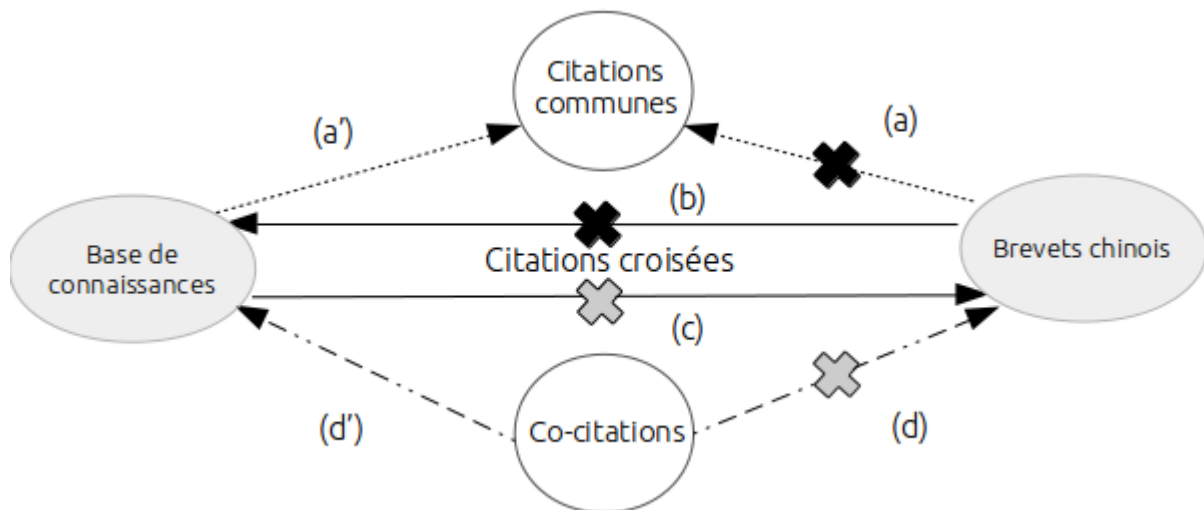 Citations
communes
(a')
(a)
(b)
Base de
connaissances
Citations croisées
Brevets chinois
(c)
(d')
Co-citations
(d)